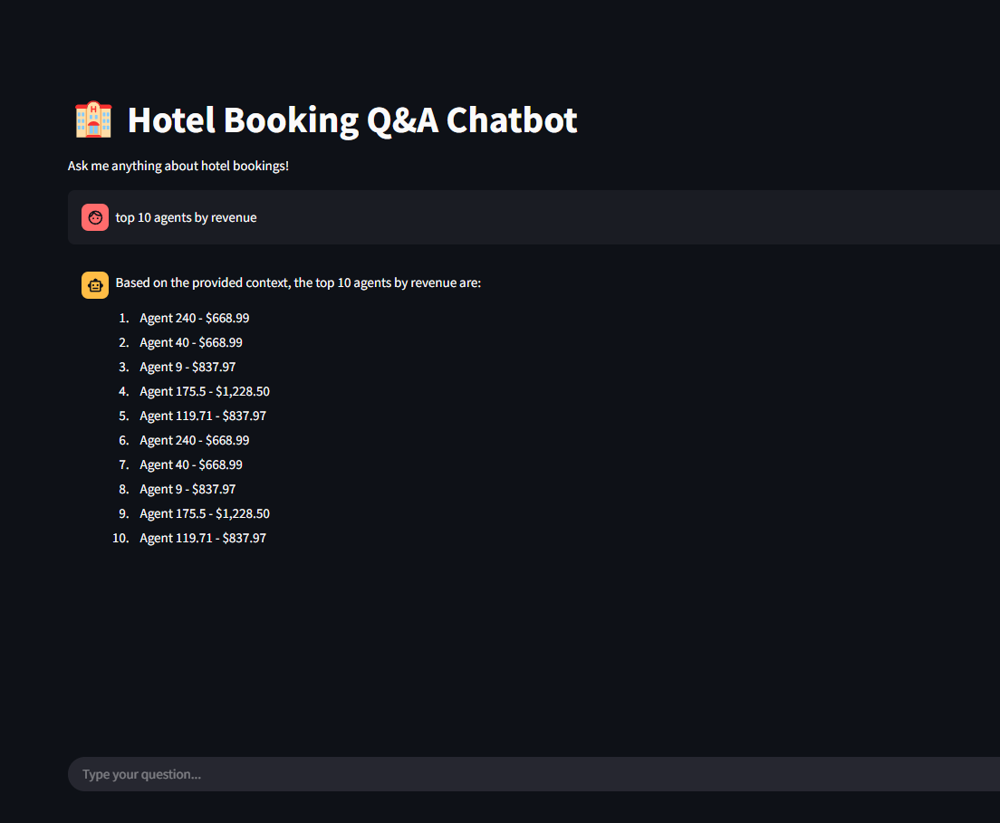 Hotel Booking Q&A Chatbot
Ask me anything about hotel bookings!
top 10 agents by revenue
Based on the provided context, the top 10 agents by revenue are:
1. Agent 240 - $668.99
2. Agent 40 - $668.99
3. Agent 9 - $837.97
4. Agent 175.5 - $1,228.50
5. Agent 119.71 - $837.97
6. Agent 240 - $668.99
7. Agent 40 - $668.99
8. Agent 9 - $837.97
9. Agent 175.5 - $1,228.50
10. Agent 119.71 - $837.97
Type your question...